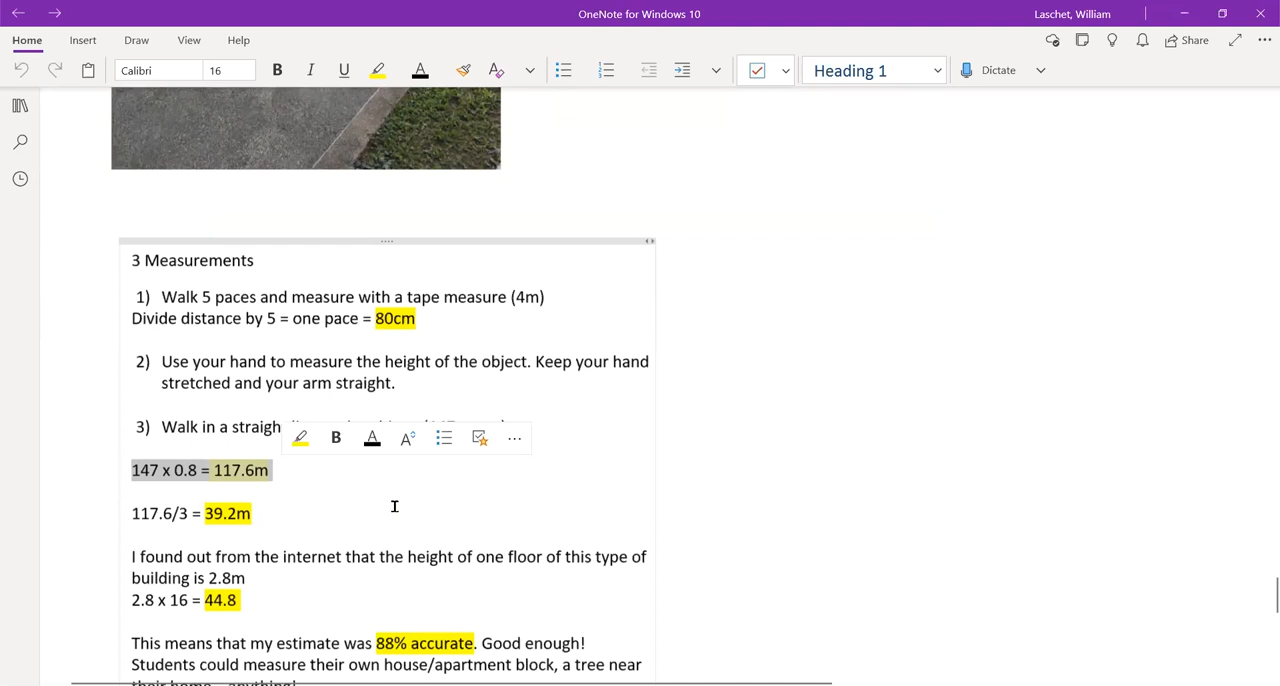 OneNote for Windows 10
Laschet, William
Home Insert Draw View Help
Share
Calibri 16 B I U A A Heading 1 Dictate
3 Measurements
1) Walk 5 paces and measure with a tape measure (4m)
Divide distance by 5 = one pace = 80cm
2) Use your hand to measure the height of the object. Keep your hand
stretched and your arm straight.
3) Walk in a straigh
B A A
147 x 0.8 = 117.6m
117.6/3 = 39.2m
I found out from the internet that the height of one floor of this type of
building is 2.8m
2.8 x 16 = 44.8
This means that my estimate was 88% accurate. Good enough!
Students could measure their own house/apartment block, a tree near
their home - anything!